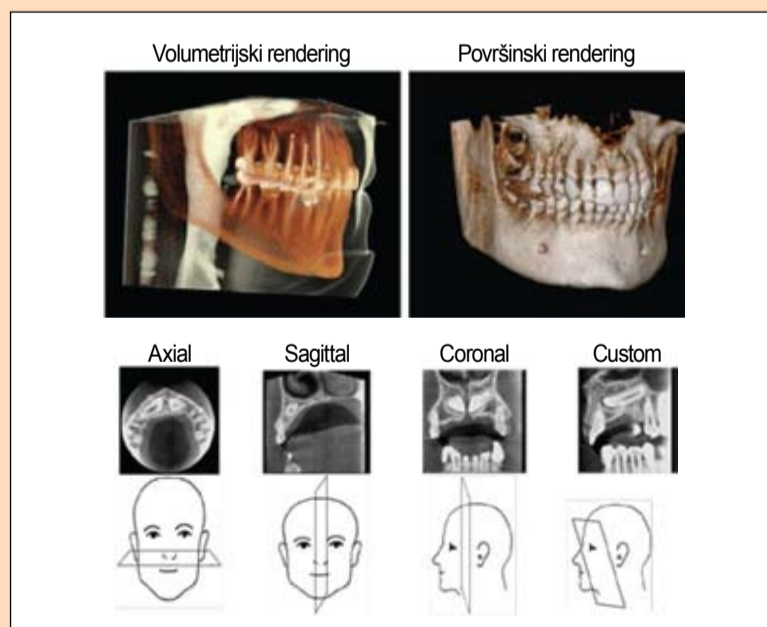 Volumetrijski rendering
Površinski rendering
Axial
Sagittal
Coronal
Custom